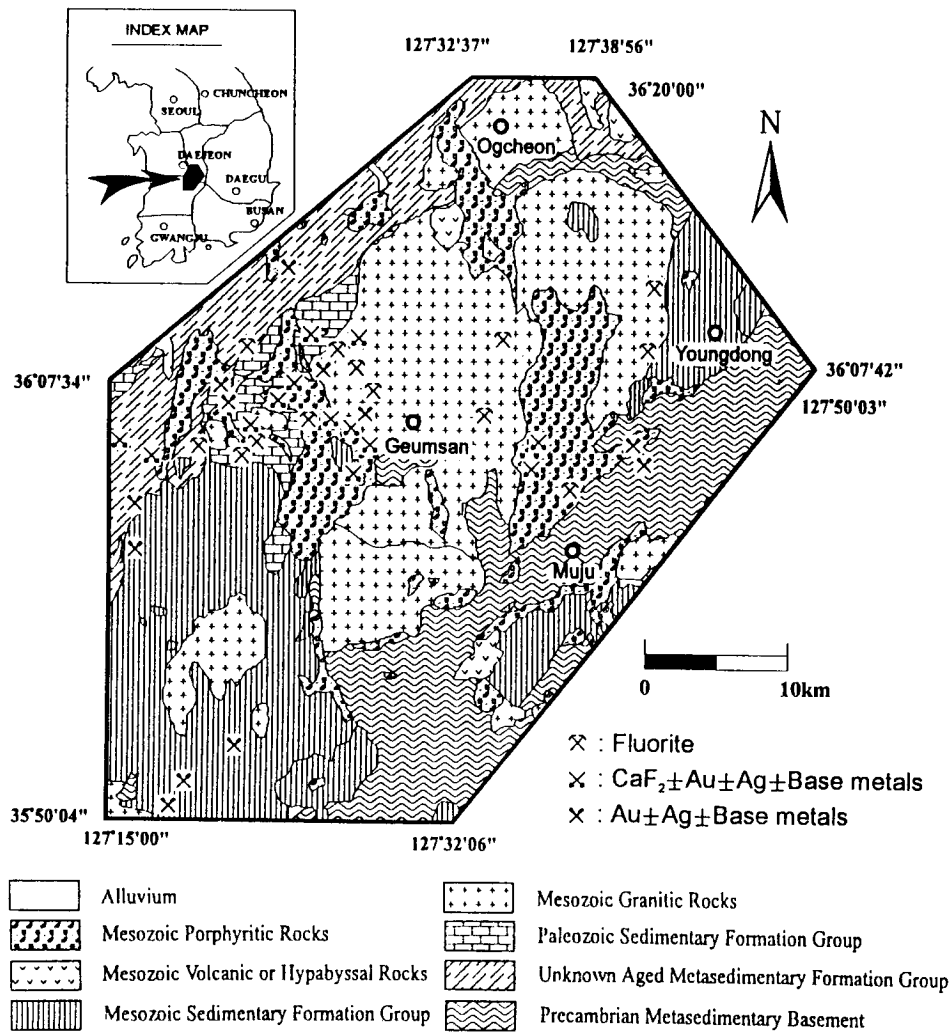 INDEX MAP
CHUNCHEON
SEOUL
DAEJEON
DAEGU
BUSAN
GWANGJU
127°32'37"
127°38'56"
36°20'00"
N
Ogcheon
Youngdong
36°07'34"
36°07'42"
127°50'03"
Geumsan
Muju
0
10km
: Fluorite
: CaF₂±Au±Ag±Base metals
: Au±Ag±Base metals
35°50'04"
127°15'00"
127°32'06"
Alluvium
Mesozoic Granitic Rocks
Mesozoic Porphyritic Rocks
Paleozoic Sedimentary Formation Group
Mesozoic Volcanic or Hypabyssal Rocks
Unknown Aged Metasedimentary Formation Group
Mesozoic Sedimentary Formation Group
Precambrian Metasedimentary Basement